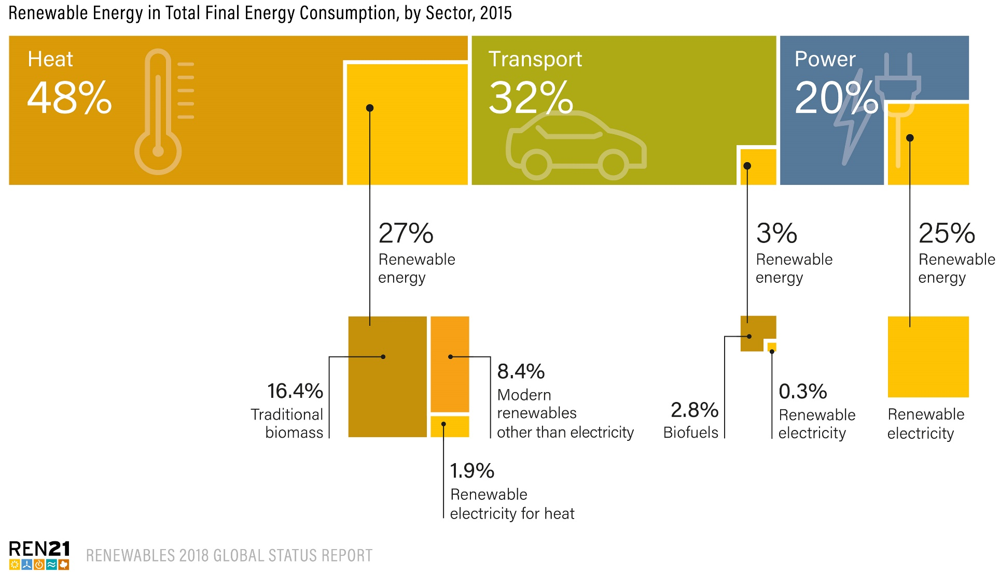 Renewable Energy in Total Final Energy Consumption, by Sector, 2015
Heat
48%
Transport
32%
Power
20%
27%
Renewable
energy
3%
Renewable
energy
25%
Renewable
energy
16.4%
Traditional
biomass
8.4%
Modern
renewables
other than electricity
1.9%
Renewable
electricity for heat
2.8%
Biofuels
0.3%
Renewable
electricity
Renewable
electricity
REN21
RENEWABLES 2018 GLOBAL STATUS REPORT